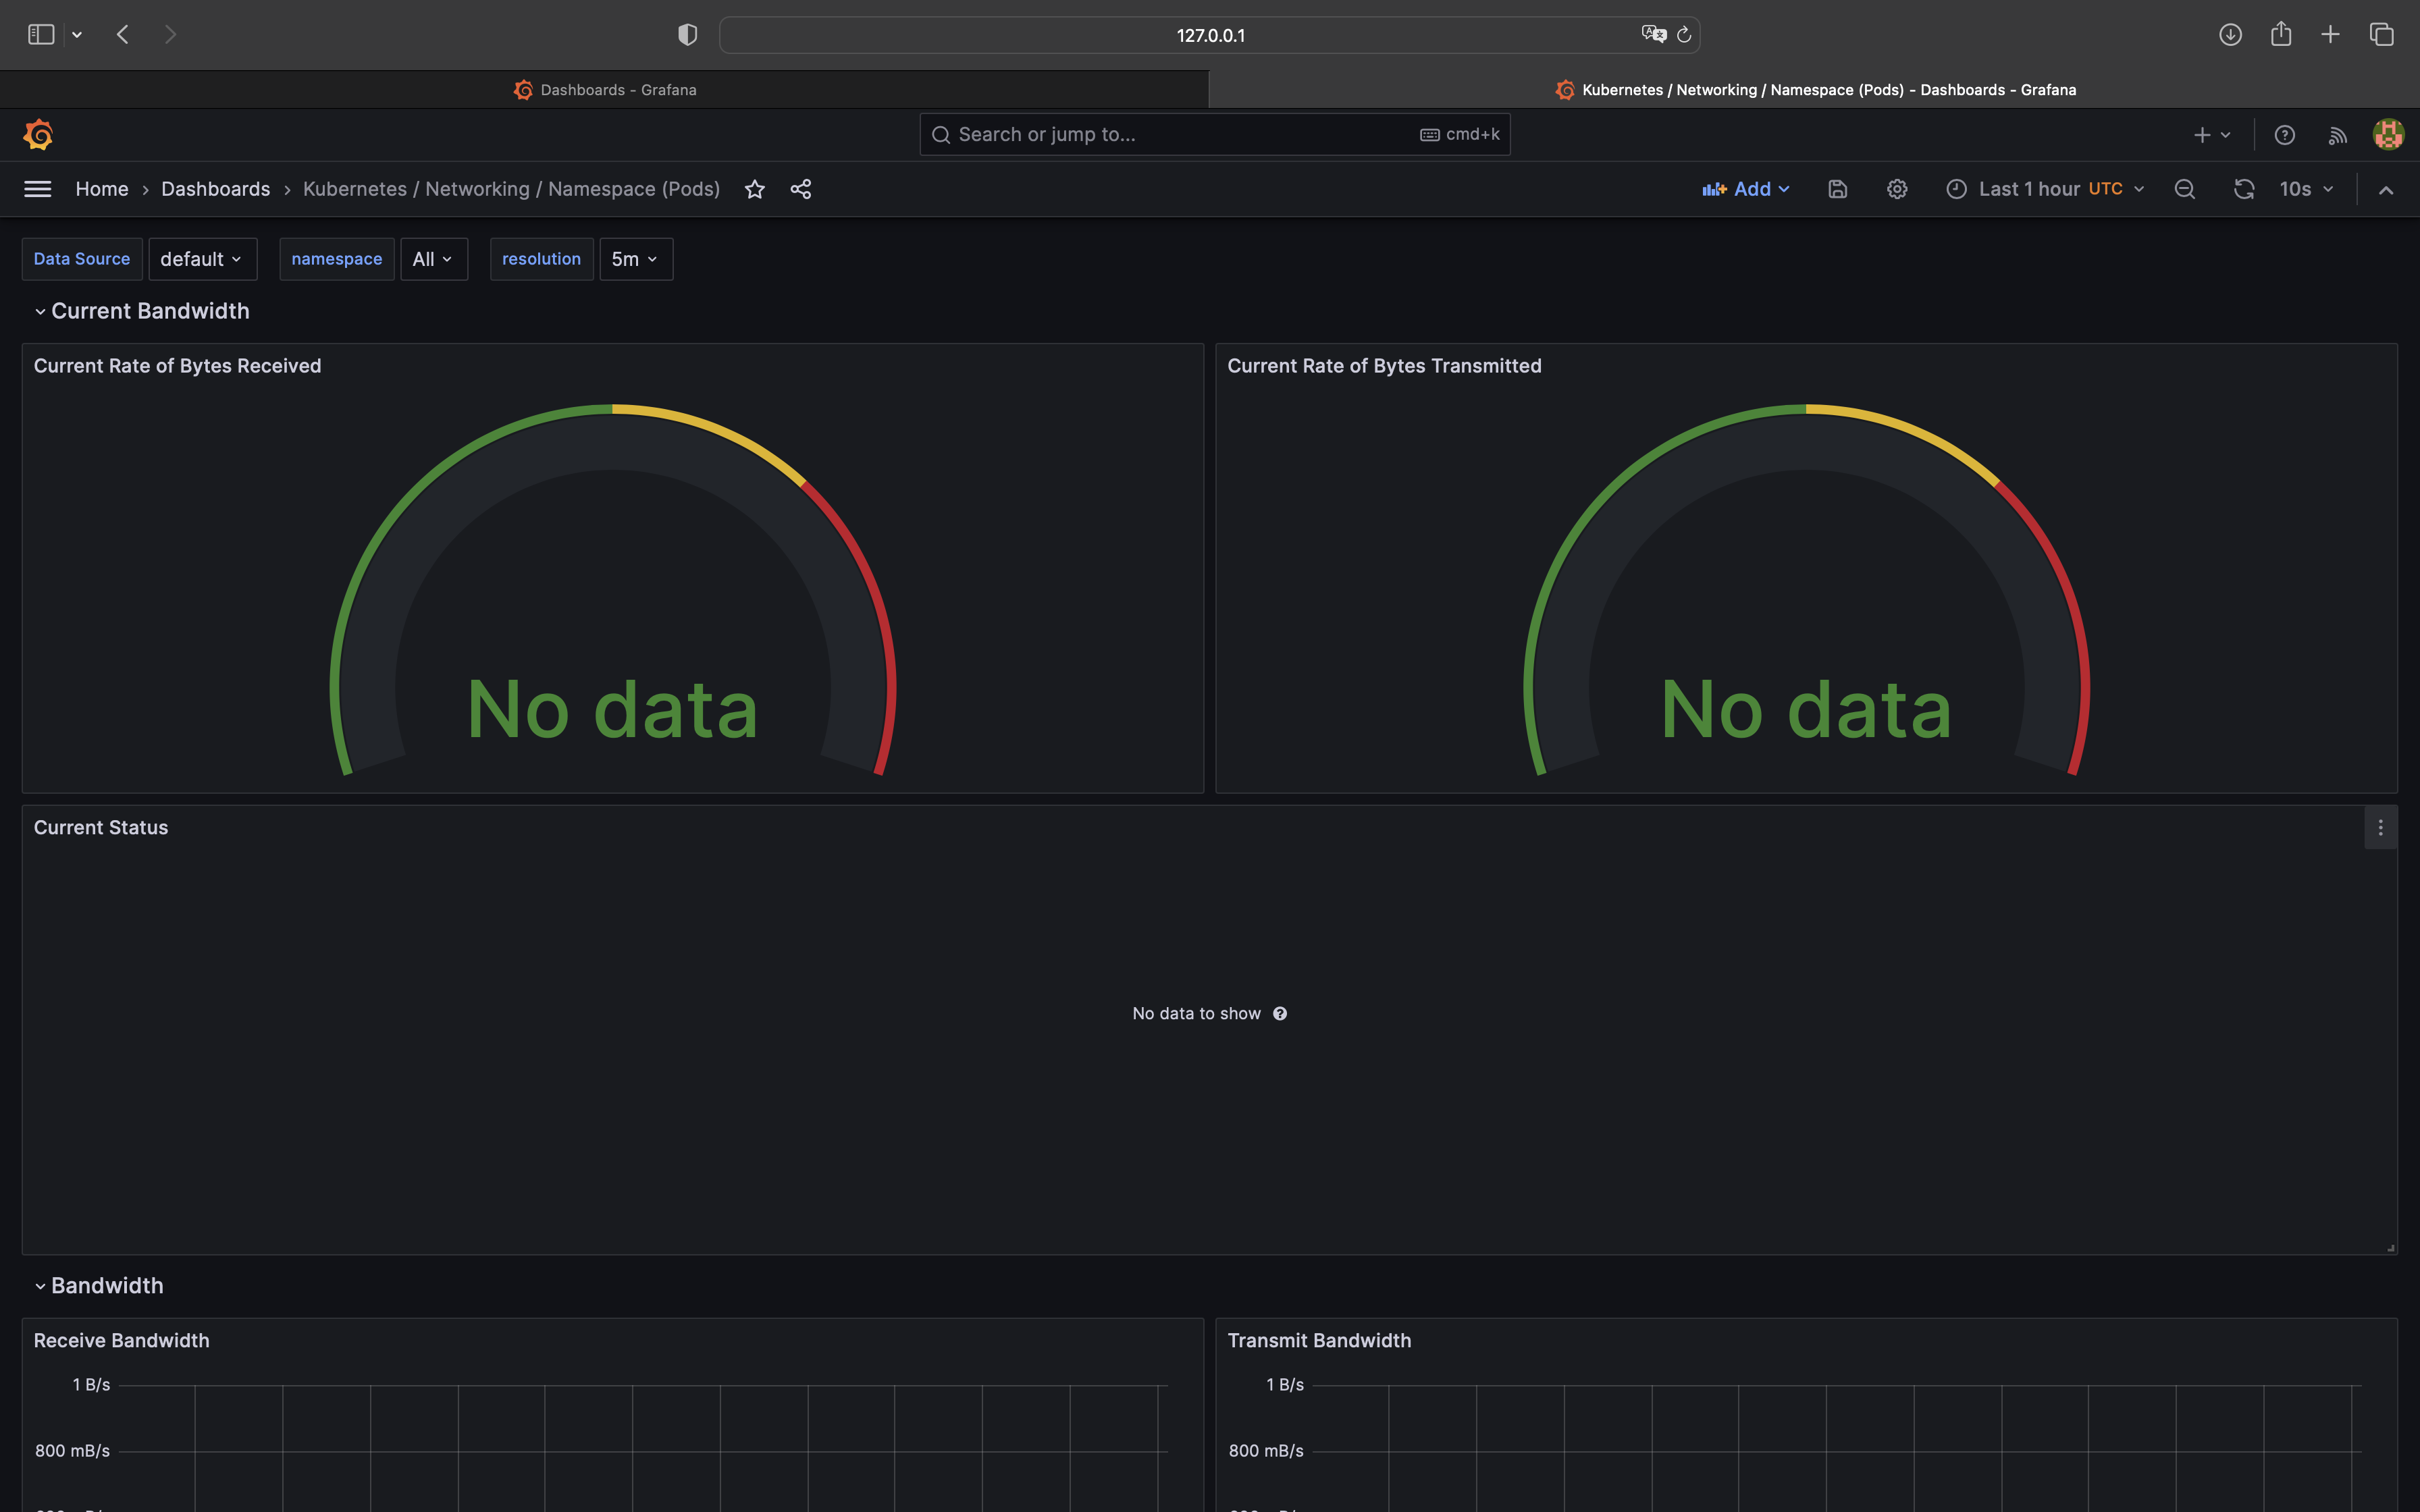 127.0.0.1
Dashboards - Grafana
Kubernetes / Networking / Namespace (Pods) - Dashboards - Grafana
Search or jump to...
cmd+k
Home › Dashboards › Kubernetes / Networking / Namespace (Pods)
Add
Last 1 hour UTC
10s
Data Source
default
namespace
All
resolution
5m
Current Bandwidth
Current Rate of Bytes Received
No data
Current Rate of Bytes Transmitted
No data
Current Status
No data to show
Bandwidth
Receive Bandwidth
1 B/s
800 mB/s
Transmit Bandwidth
1 B/s
800 mB/s